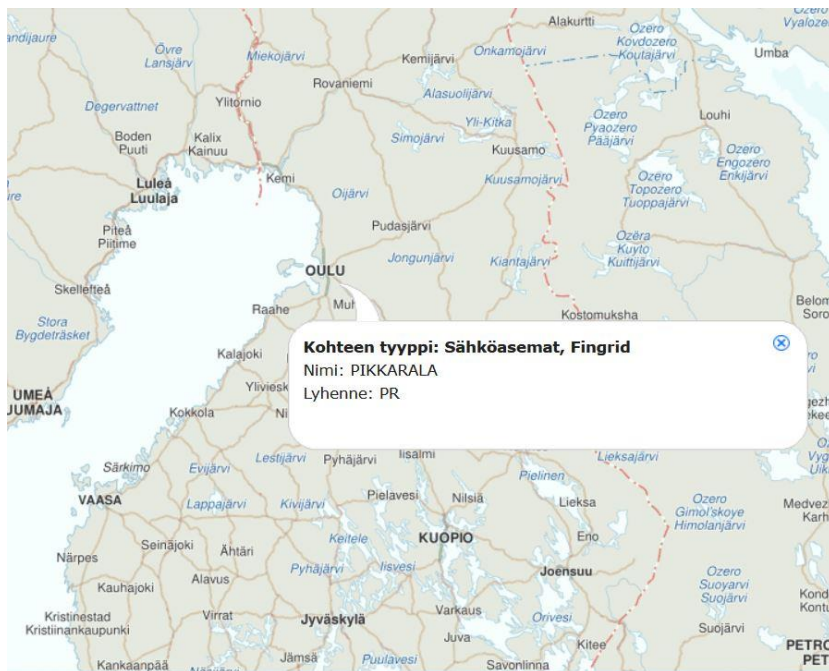 andijaure
Övre
Lansjärv
Miekojärvi
Kemijärvi
Onkamojärvi
Alakurtti
Ozero
Kovdozero
Koutajärvi
Umba
Ozero
Vyalozero
Rovaniemi
Degervattnet
Ylitornio
Alasuolijärvi
Yli-Kitka
Louhi
Boden
Puuti
Kalix
Kainuu
Simojärvi
Kuusamo
Ozero
Pyaozero
Pääjärvi
Ozero
Engozero
Enkijärvi
Luleå
Luulaja
Kemi
Oijärvi
Kuusamojärvi
Ozero
Topozero
Tuoppajärvi
Piteå
Piitime
Pudasjärvi
Ozëra
Kuyto
Kuittijärvi
Jongunjärvi
Kiantajärvi
OULU
Skellefteå
Raahe
Muh
Kostomuksha
Belom
Soro
Stora
Bygdeträsket
Kalajoki
Kohteen tyyppi: Sähköasemat, Fingrid
Nimi: PIKKARALA
Lyhenne: PR
Yliviesk
UMEÅ
UUMAJA
Kokkola
Ni
Särkimo
Evijärvi
Lestijärvi
Pyhäjärvi
Iisalmi
Lieksajärvi
VAASA
Lappajärvi
Kivijärvi
Pielavesi
Nilsiä
Pielinen
Lieksa
Ozero
Gimol'skoye
Himolanjärvi
Medvez
Karh
Närpes
Seinäjoki
Ähtäri
Keitele
KUOPIO
Eno
Kauhajoki
Alavus
Pyhäjärvi
Iisvesi
Joensuu
Ozero
Suoyarvi
Suojärvi
Kond
Kontu
Kristinestad
Kristiinankaupunki
Virrat
Jyväskylä
Varkaus
Orivesi
Suojärvi
Juva
Kitee
PETRO
PET
Kankaanpää
Jämsä
Puulavesi
Savonlinna